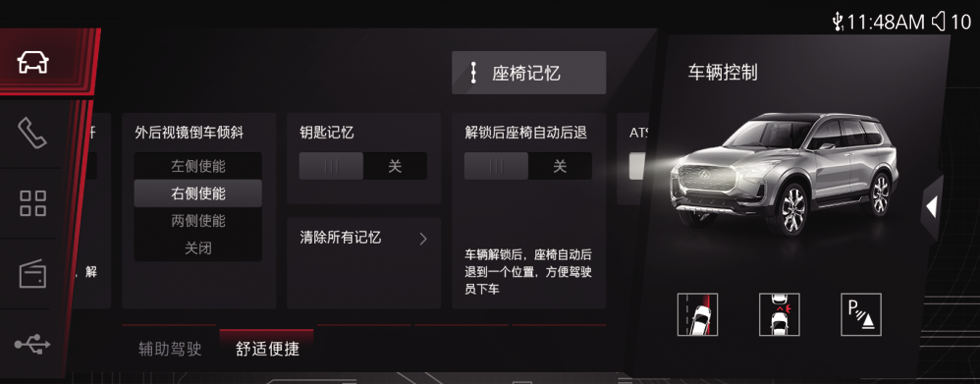 11:48AM 10
座椅记忆
车辆控制
外后视镜倒车倾斜
左侧使能
右侧使能
两侧使能
关闭
钥匙记忆
关
清除所有记忆
解锁后座椅自动后退
关
车辆解锁后，座椅自动后
退到一个位置，方便驾驶
员下车
ATS
，解
P
辅助驾驶
舒适便捷